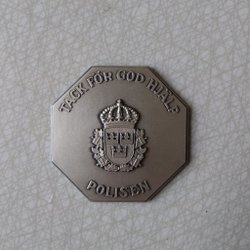 TACK FÖR GOD HJÄLP
POLISEN